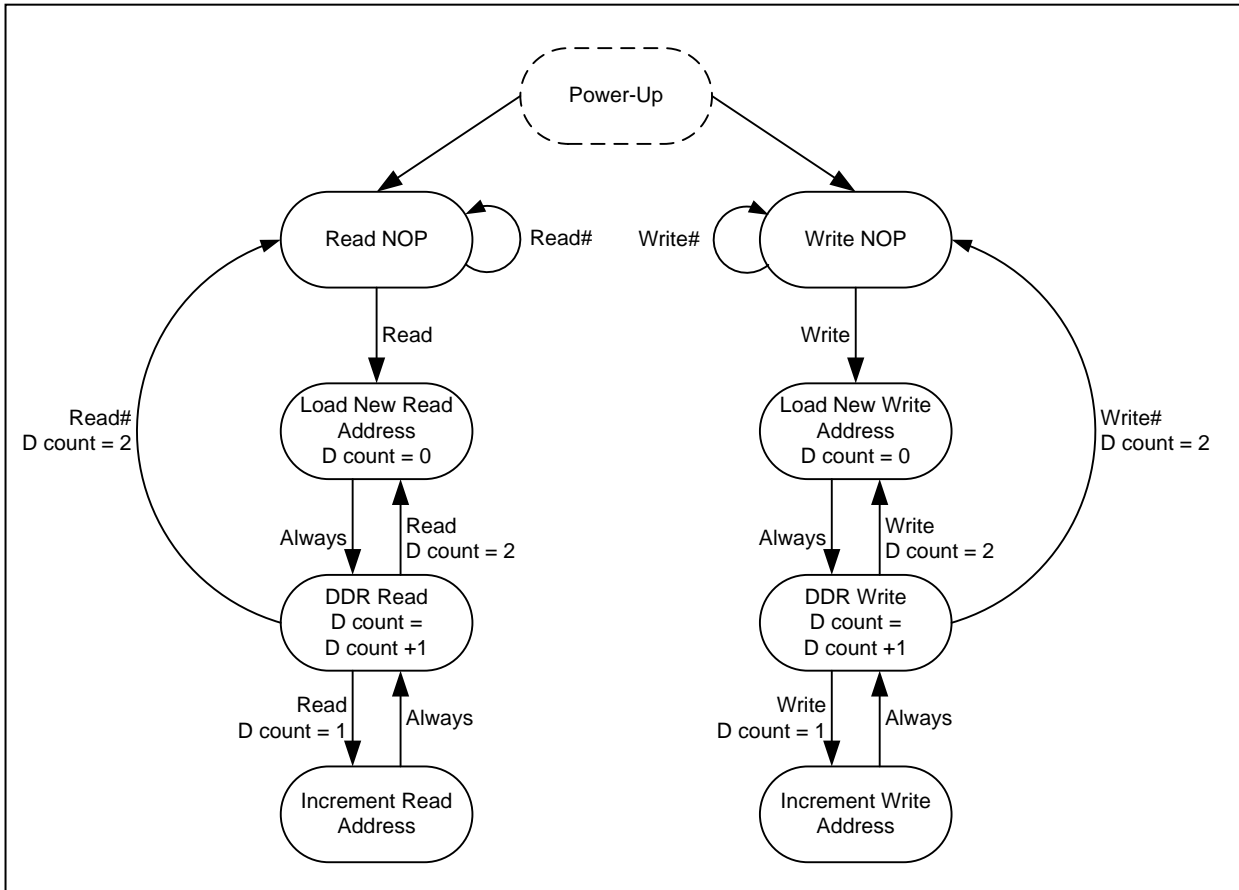 Power-Up
Read NOP
Read#
Write#
Write NOP
Read
Write
Read#
D count = 2
Load New Read
Address
D count = 0
Load New Write
Address
D count = 0
Write#
D count = 2
Always
Read
D count = 2
Always
Write
D count = 2
DDR Read
D count =
D count +1
DDR Write
D count =
D count +1
Read
D count = 1
Always
Write
D count = 1
Always
Increment Read
Address
Increment Write
Address